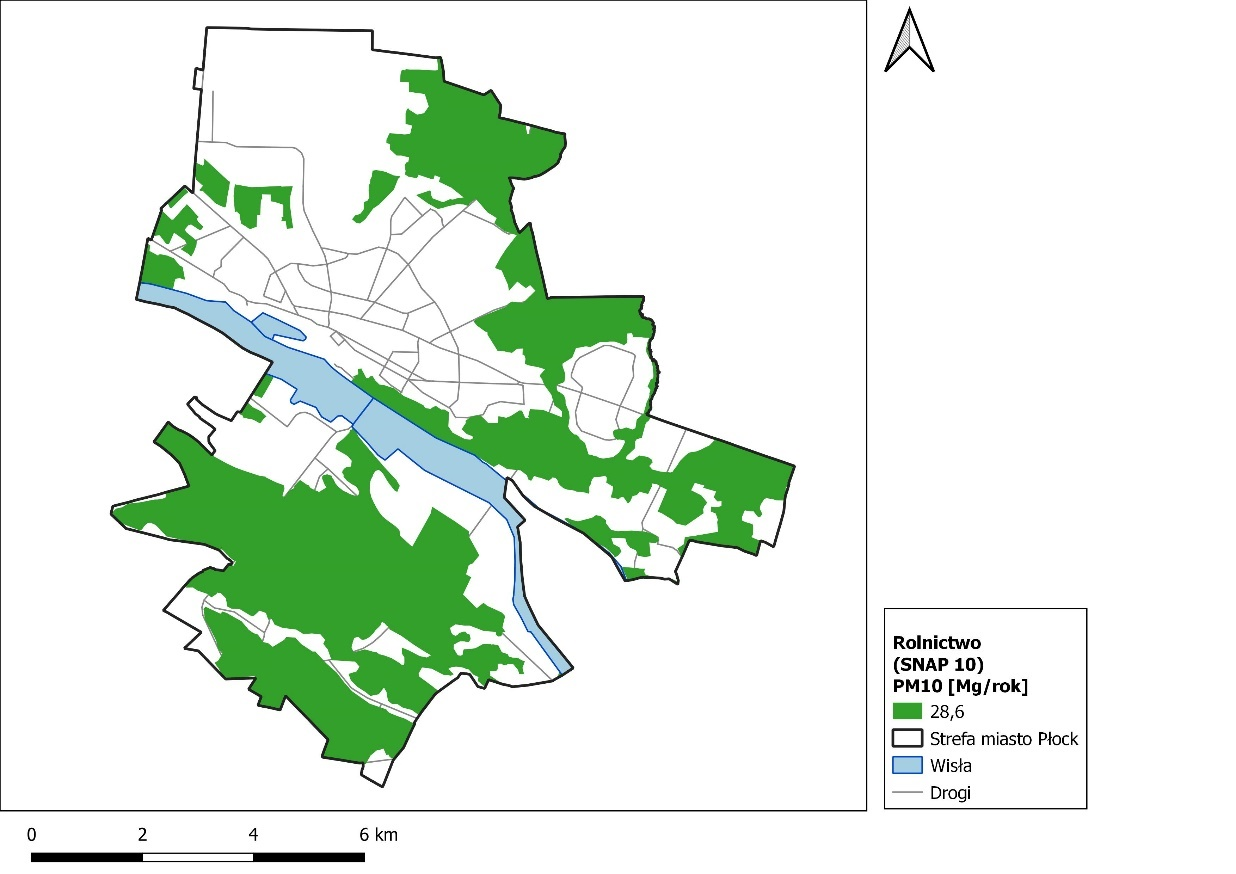 Rolnictwo
(SNAP 10)
PM10 [Mg/rok]
28,6
Strefa miasto Płock
Wisła
Drogi
0 2 4 6 km